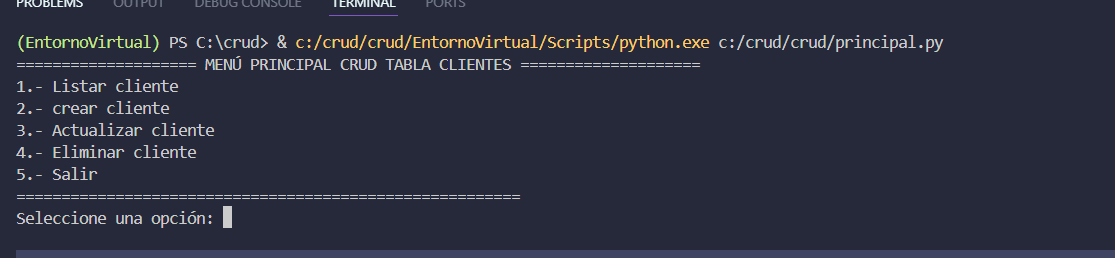 PROBLEMS OUTPUT DEBUG CONSOLE TERMINAL PORTS
(EntornoVirtual) PS C:\crud> & c:/crud/crud/EntornoVirtual/Scripts/python.exe c:/crud/crud/principal.py
==================== MENÚ PRINCIPAL CRUD TABLA CLIENTES ====================
1.- Listar cliente
2.- crear cliente
3.- Actualizar cliente
4.- Eliminar cliente
5.- Salir
========================================================
Seleccione una opción: